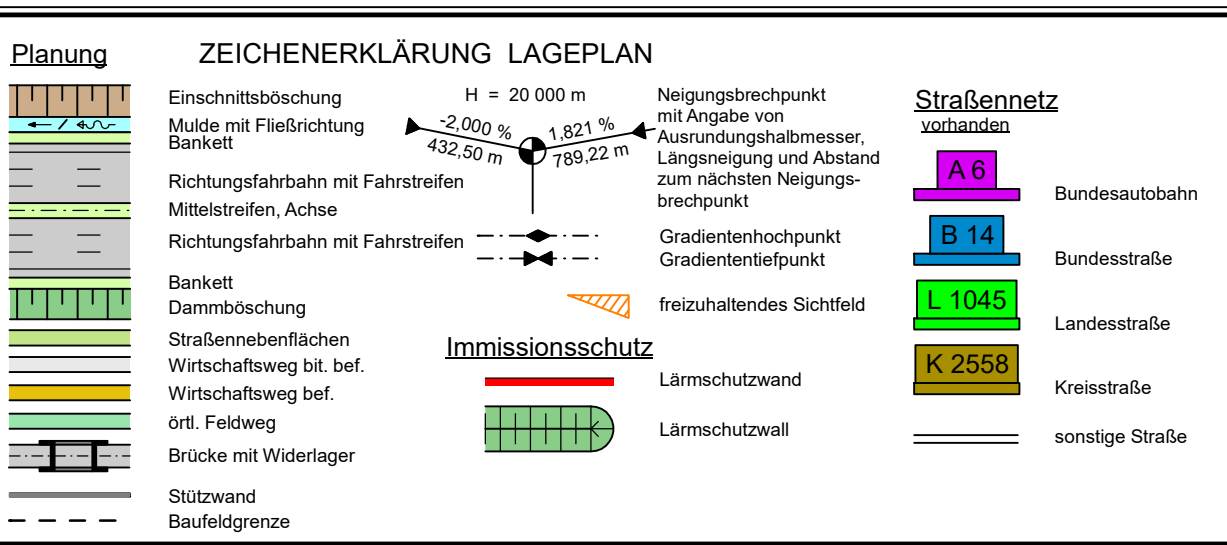 Planung
ZEICHENERKLÄRUNG LAGEPLAN
Einschnittsböschung
Mulde mit Fließrichtung
Bankett
Richtungsfahrbahn mit Fahrstreifen
Mittelstreifen, Achse
Richtungsfahrbahn mit Fahrstreifen
Bankett
Dammböschung
Straßennebenflächen
Wirtschaftsweg bit. bef.
Wirtschaftsweg bef.
örtl. Feldweg
Brücke mit Widerlager
Stützwand
Baufeldgrenze
H = 20 000 m
-2,000 %
1,821 %
432,50 m
789,22 m
Neigungsbrechpunkt
mit Angabe von
Ausrundungshalbmesser,
Längsneigung und Abstand
zum nächsten Neigungs-
brechpunkt
Gradientenhochpunkt
Gradiententiefpunkt
freizuhaltendes Sichtfeld
Immissionsschutz
Lärmschutzwand
Lärmschutzwall
Straßennetz
vorhanden
A 6
Bundesautobahn
B 14
Bundesstraße
L 1045
Landesstraße
K 2558
Kreisstraße
sonstige Straße